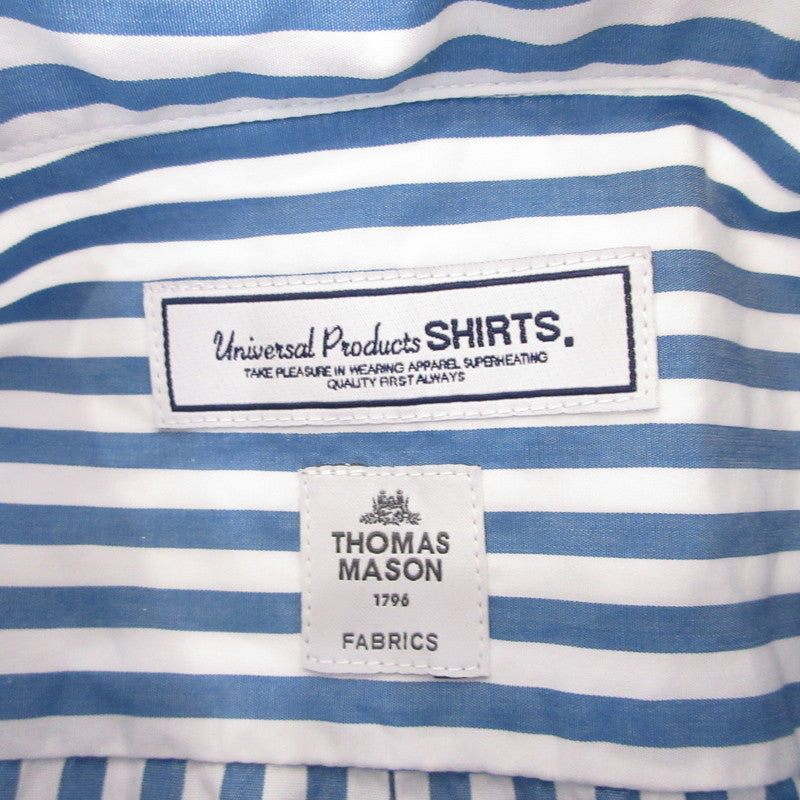 Universal Products SHIRTS.
TAKE PLEASURE IN WEARING APPAREL SUPERHEATING
QUALITY FIRST ALWAYS
THOMAS
MASON
1796
FABRICS